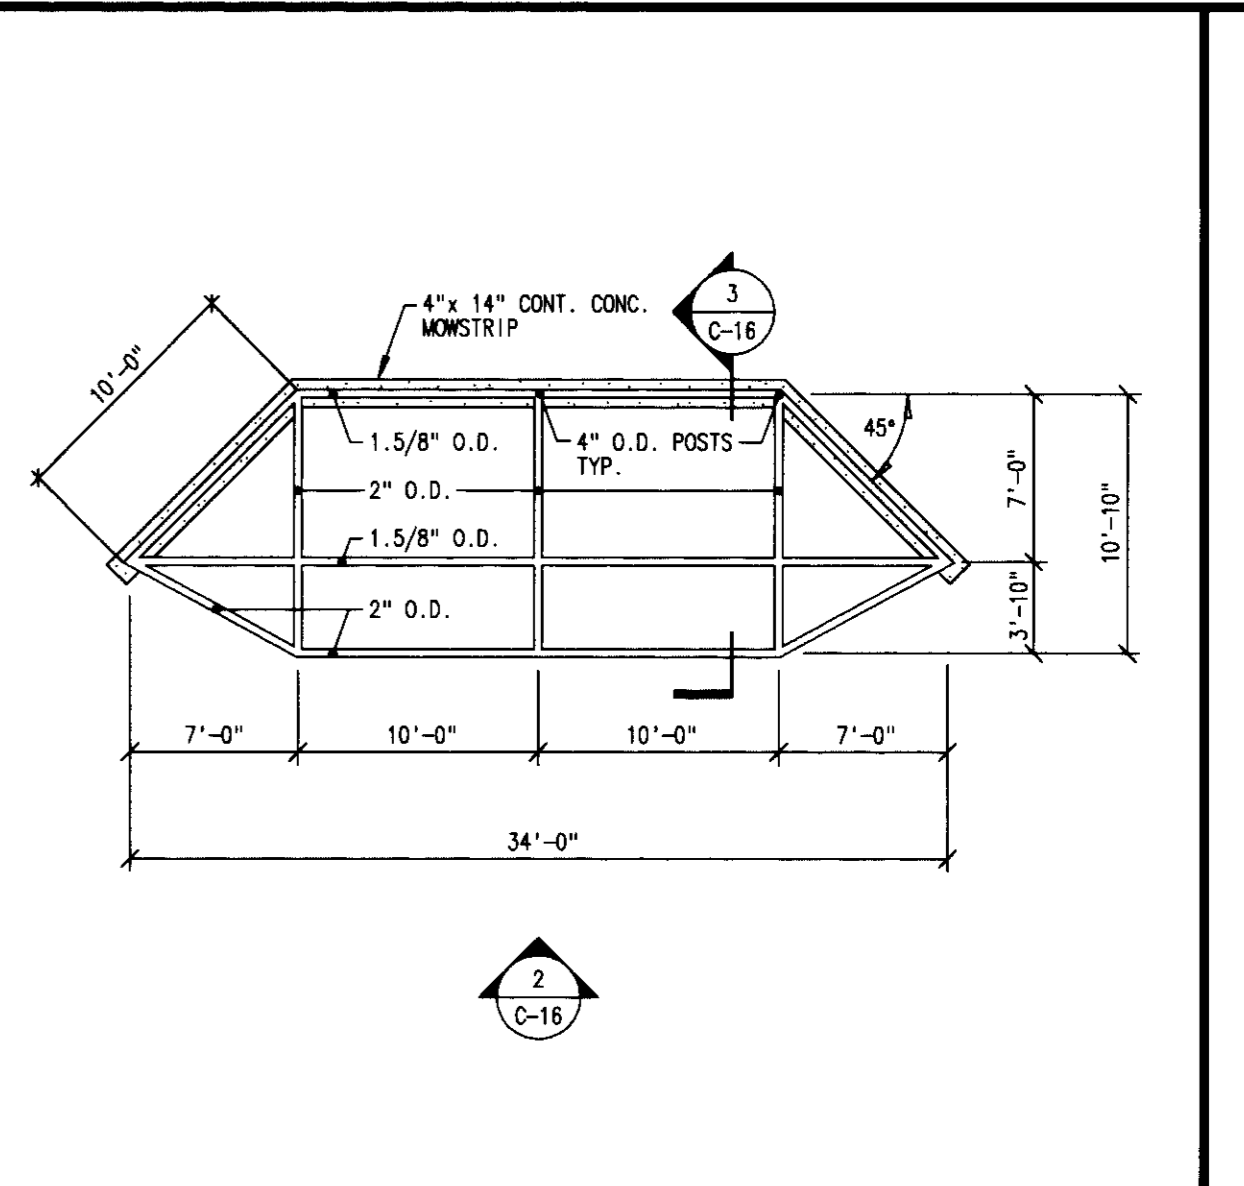 3
C-16
4"x 14" CONT. CONC.
MOWSTRIP
10'-0"
45°
1.5/8" O.D.
4" O.D. POSTS
TYP.
7'-0"
2" O.D.
10'-10"
1.5/8" O.D.
2" O.D.
3'-10"
7'-0"
10'-0"
10'-0"
7'-0"
34'-0"
2
C-16